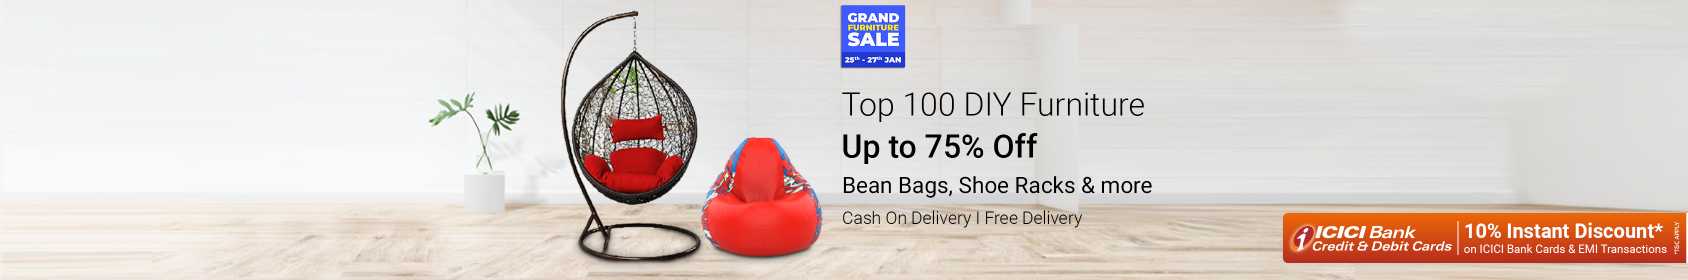 GRAND
FURNITURE
SALE
25th - 27th JAN
Top 100 DIY Furniture
Up to 75% Off
Bean Bags, Shoe Racks & more
Cash On Delivery I Free Delivery
i ICICI Bank
Credit & Debit Cards
10% Instant Discount*
on ICICI Bank Cards & EMI Transactions
*T&C APPLY